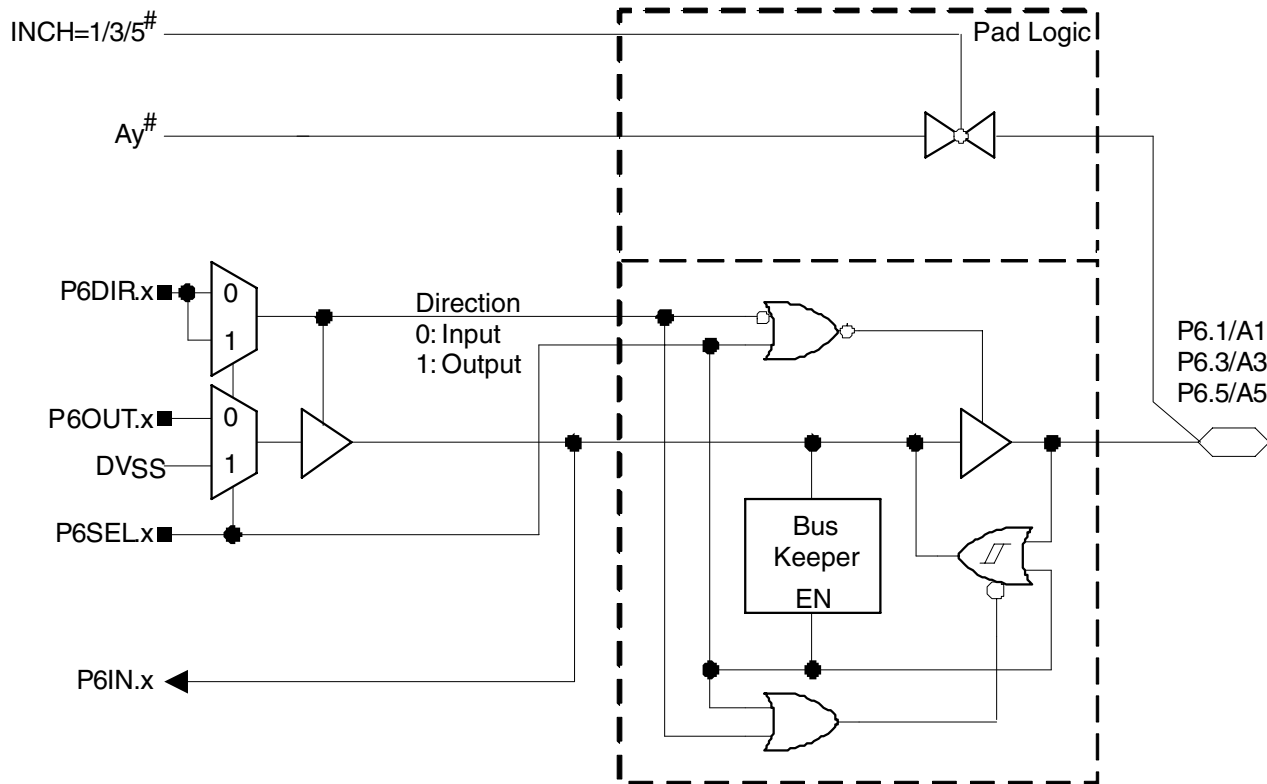 INCH=1/3/5#
Pad Logic
Ay#
P6DIR.x
0
1
Direction
0: Input
1: Output
P6.1/A1
P6.3/A3
P6.5/A5
P6OUT.x
0
DVSS
1
P6SEL.x
Bus
Keeper
EN
P6IN.x